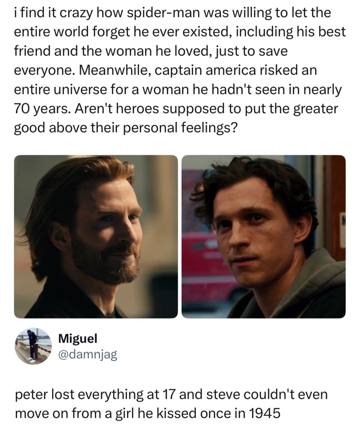 i find it crazy how spider-man was willing to let the
entire world forget he ever existed, including his best
friend and the woman he loved, just to save
everyone. Meanwhile, captain america risked an
entire universe for a woman he hadn't seen in nearly
70 years. Aren't heroes supposed to put the greater
good above their personal feelings?
Miguel
@damnjag
peter lost everything at 17 and steve couldn't even
move on from a girl he kissed once in 1945